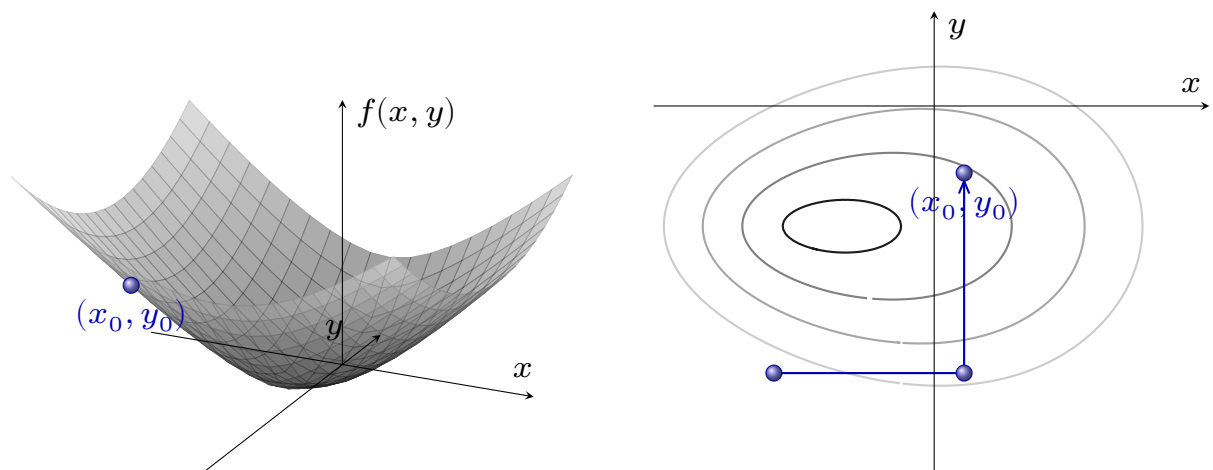 f(x, y)
(x₀, y₀)
y
x
y
x
(x₀, y₀)